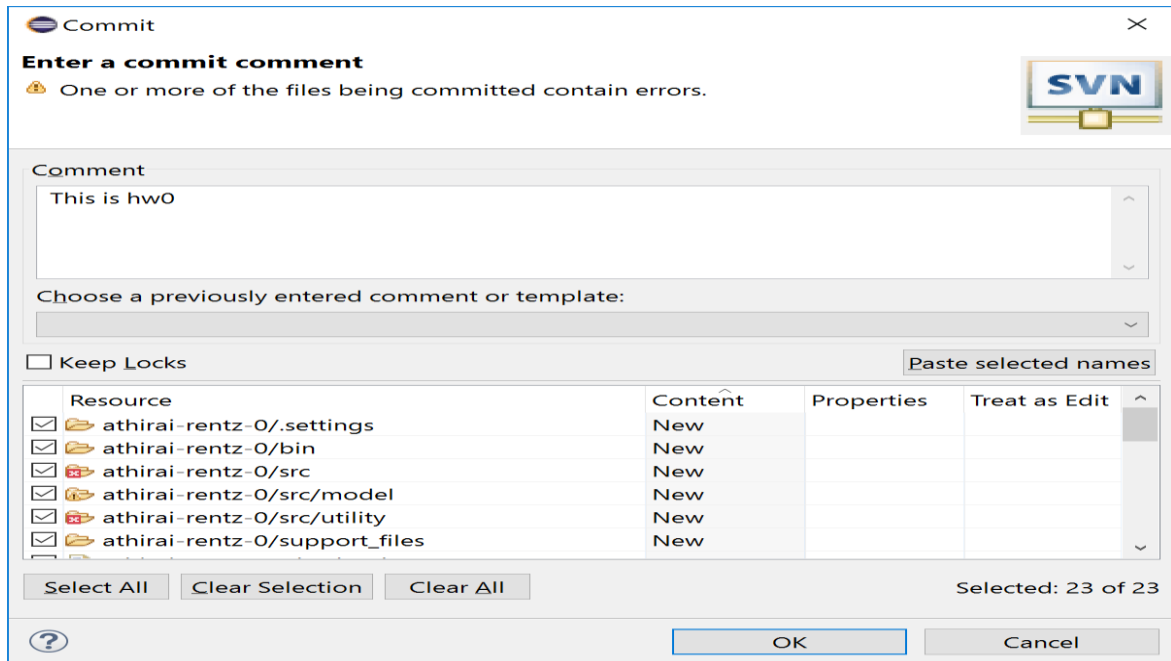 Commit
Enter a commit comment
One or more of the files being committed contain errors.
SVN
Comment
This is hw0
Choose a previously entered comment or template:
Keep Locks
Paste selected names
Resource Content Properties Treat as Edit
athirai-rentz-0/.settings New
athirai-rentz-0/bin New
athirai-rentz-0/src New
athirai-rentz-0/src/model New
athirai-rentz-0/src/utility New
athirai-rentz-0/support_files New
Select All Clear Selection Clear All Selected: 23 of 23
? OK Cancel